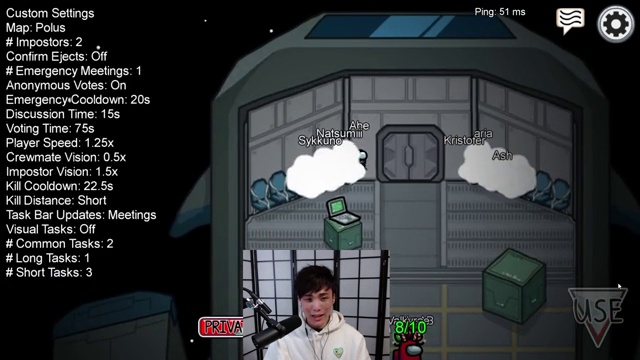 Custom Settings
Map: Polus
# Impostors: 2
Confirm Ejects: Off
# Emergency Meetings: 1
Anonymous Votes: On
Emergency Cooldown: 20s
Discussion Time: 15s
Voting Time: 75s
Player Speed: 1.25x
Crewmate Vision: 0.5x
Impostor Vision: 1.5x
Kill Cooldown: 22.5s
Kill Distance: Short
Task Bar Updates: Meetings
Visual Tasks: Off
# Common Tasks: 2
# Long Tasks: 1
# Short Tasks: 3
Ping: 51 ms
Ahe
Natsumiii
Sykkuno
aria
Kristofer
Ash
PRIVA
8/10
USE